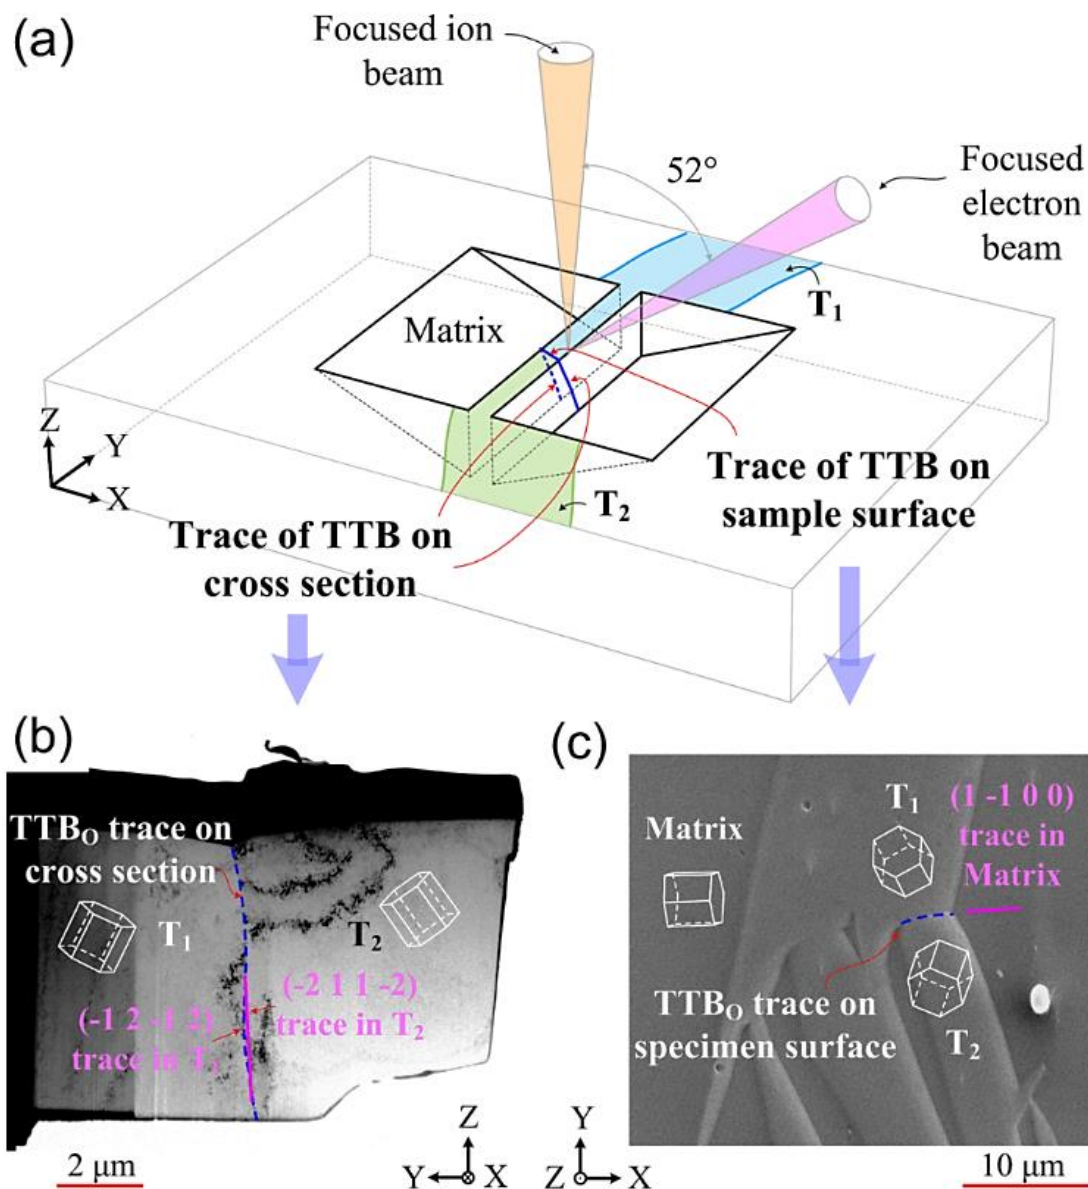 (a)
Focused ion
beam
52°
Focused
electron
beam
T1
Matrix
Z
Y
X
T2
Trace of TTB on
cross section
Trace of TTB on
sample surface
(b)
TTBO trace on
cross section
T1
T2
(-2 1 1 -2)
trace in T2
(-1 2 -1 2)
trace in T1
Z
Y
X
2 μm
(c)
Matrix
T1
(1 -1 0 0)
trace in
Matrix
TTBO trace on
specimen surface
T2
Y
Z
X
10 μm